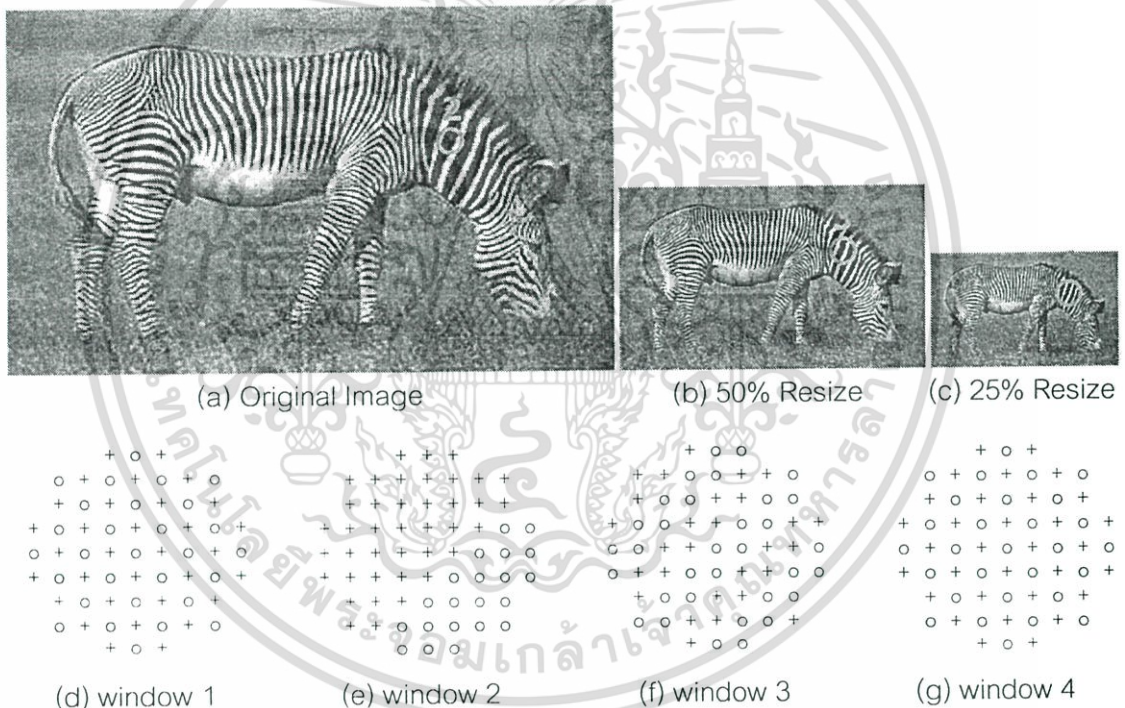 (a) Original Image
(b) 50% Resize
(c) 25% Resize
(d) window 1
(e) window 2
(f) window 3
(g) window 4